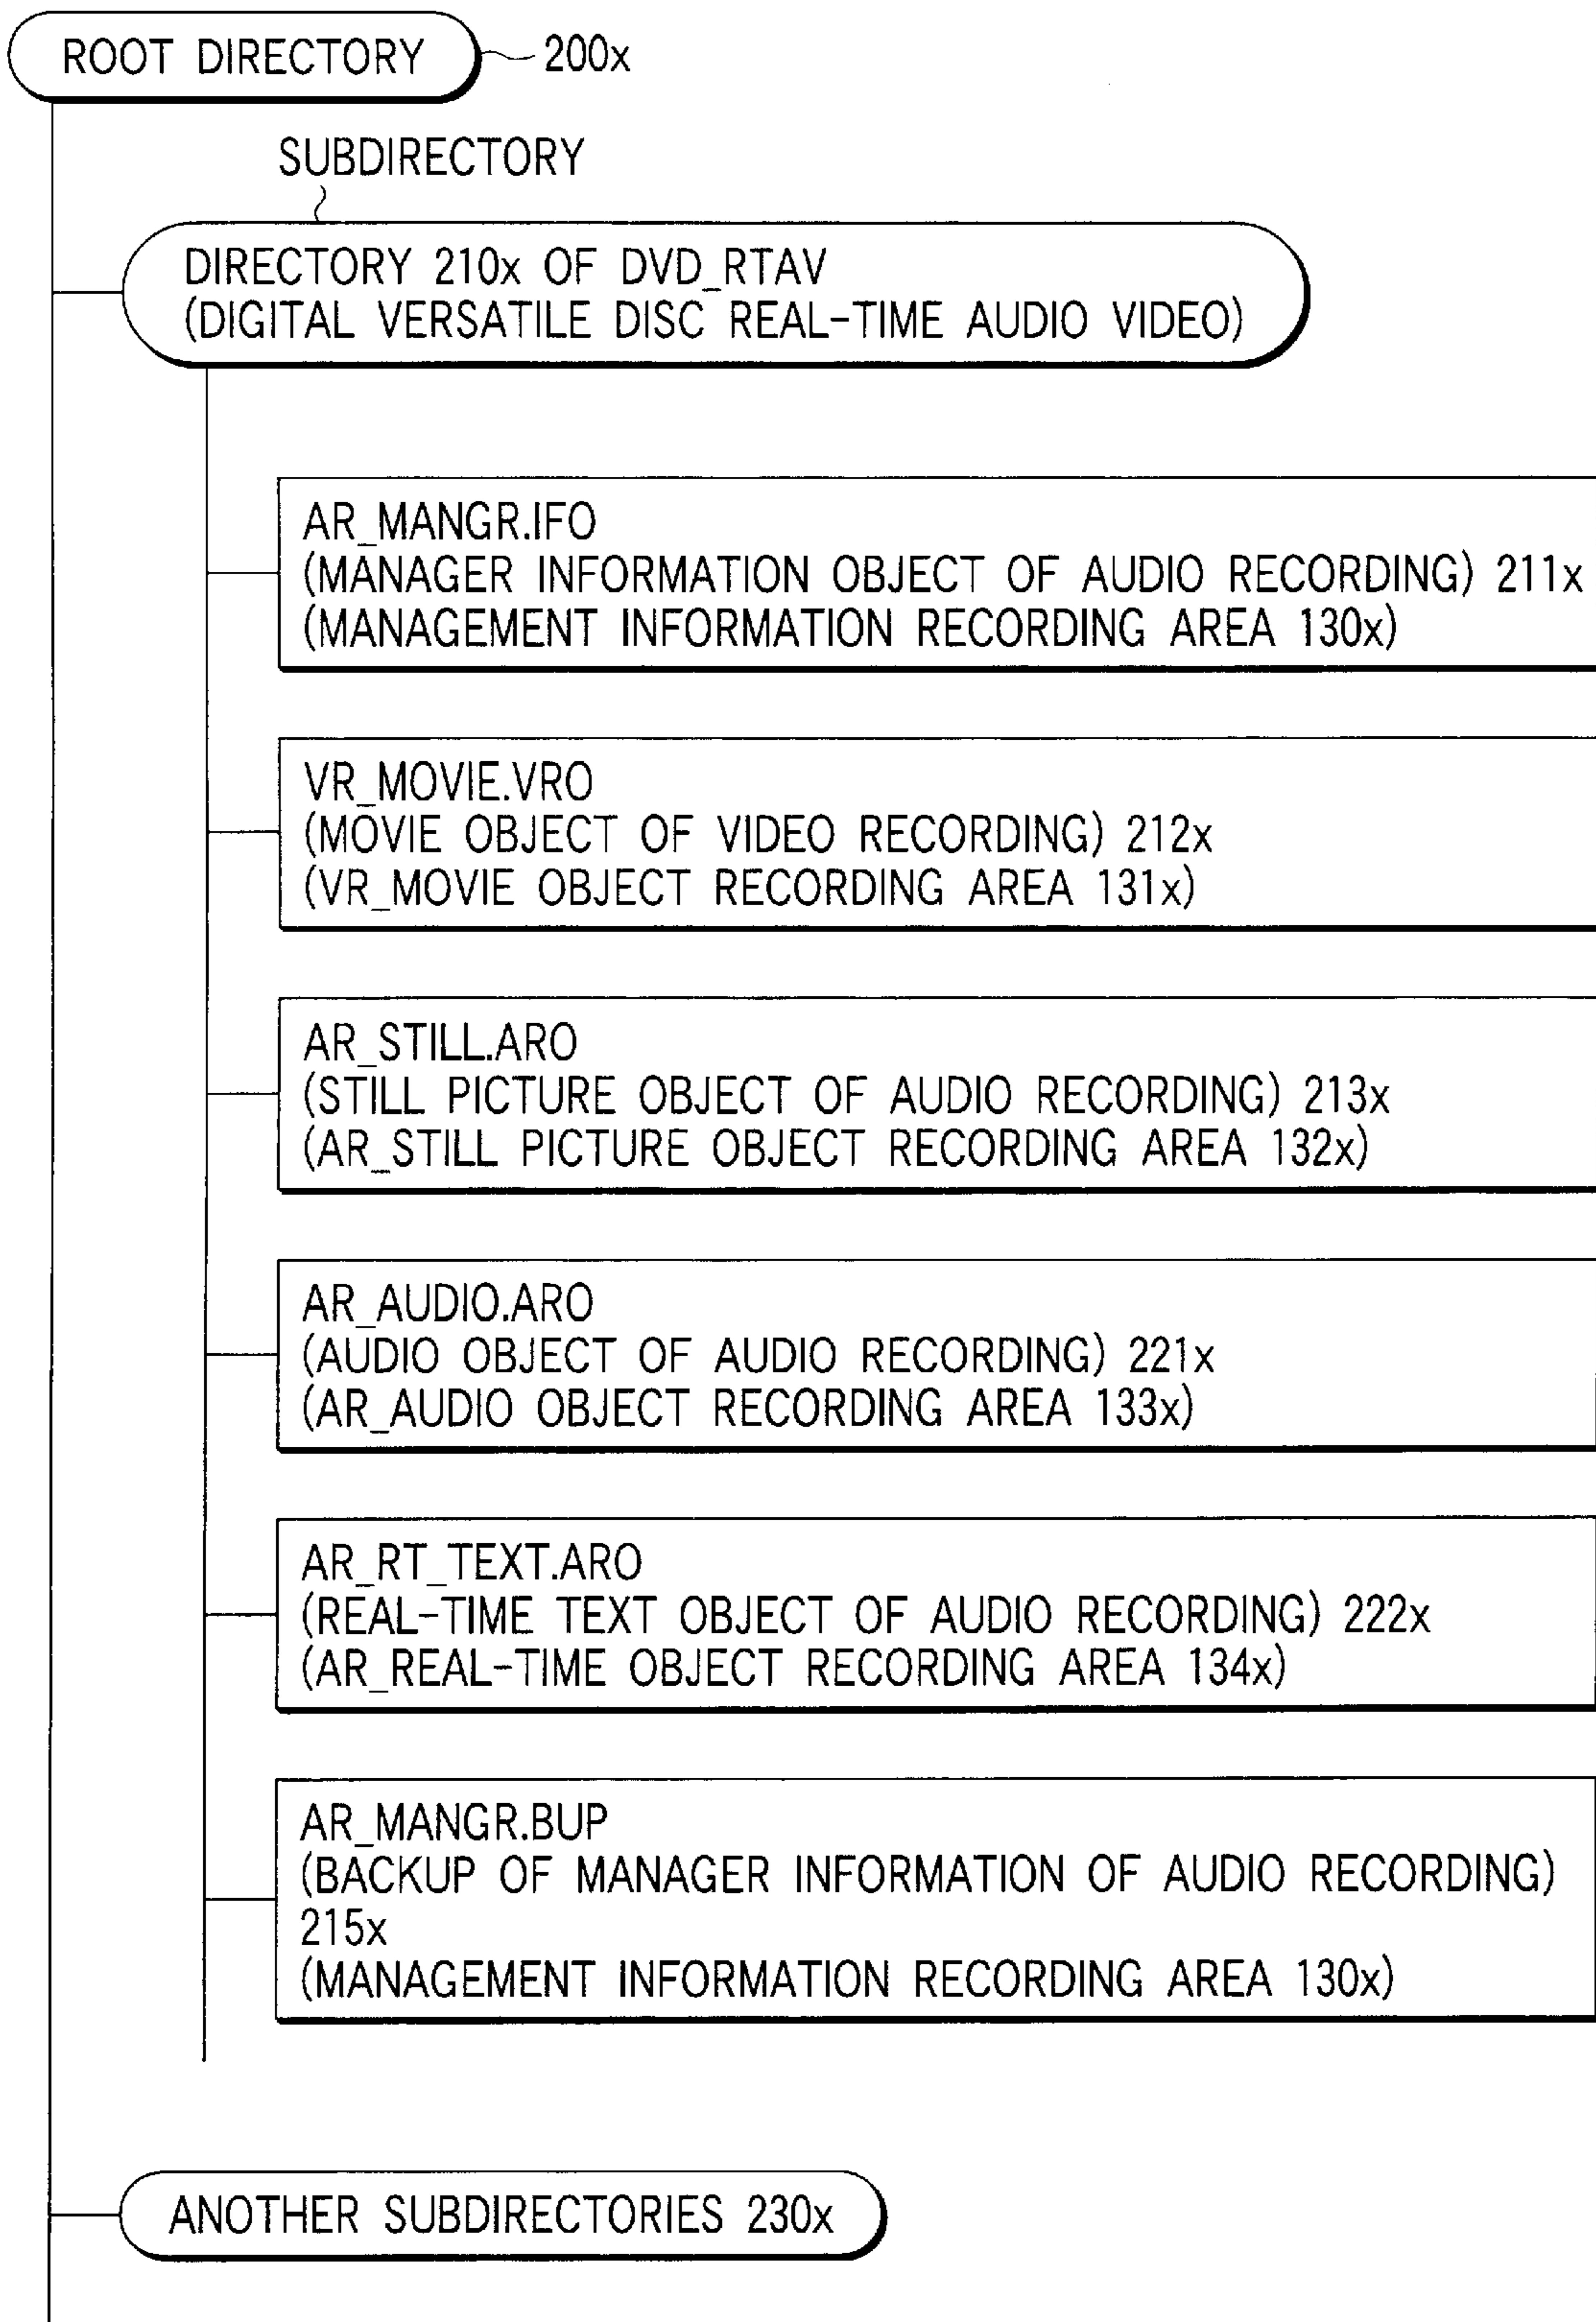 ROOT DIRECTORY 200x
SUBDIRECTORY
DIRECTORY 210x OF DVD_RTAV
(DIGITAL VERSATILE DISC REAL-TIME AUDIO VIDEO)
AR_MANGR.IFO
(MANAGER INFORMATION OBJECT OF AUDIO RECORDING) 211x
(MANAGEMENT INFORMATION RECORDING AREA 130x)
VR_MOVIE.VRO
(MOVIE OBJECT OF VIDEO RECORDING) 212x
(VR_MOVIE OBJECT RECORDING AREA 131x)
AR_STILL.ARO
(STILL PICTURE OBJECT OF AUDIO RECORDING) 213x
(AR_STILL PICTURE OBJECT RECORDING AREA 132x)
AR_AUDIO.ARO
(AUDIO OBJECT OF AUDIO RECORDING) 221x
(AR_AUDIO OBJECT RECORDING AREA 133x)
AR_RT_TEXT.ARO
(REAL-TIME TEXT OBJECT OF AUDIO RECORDING) 222x
(AR_REAL-TIME OBJECT RECORDING AREA 134x)
AR_MANGR.BUP
(BACKUP OF MANAGER INFORMATION OF AUDIO RECORDING)
215x
(MANAGEMENT INFORMATION RECORDING AREA 130x)
ANOTHER SUBDIRECTORIES 230x